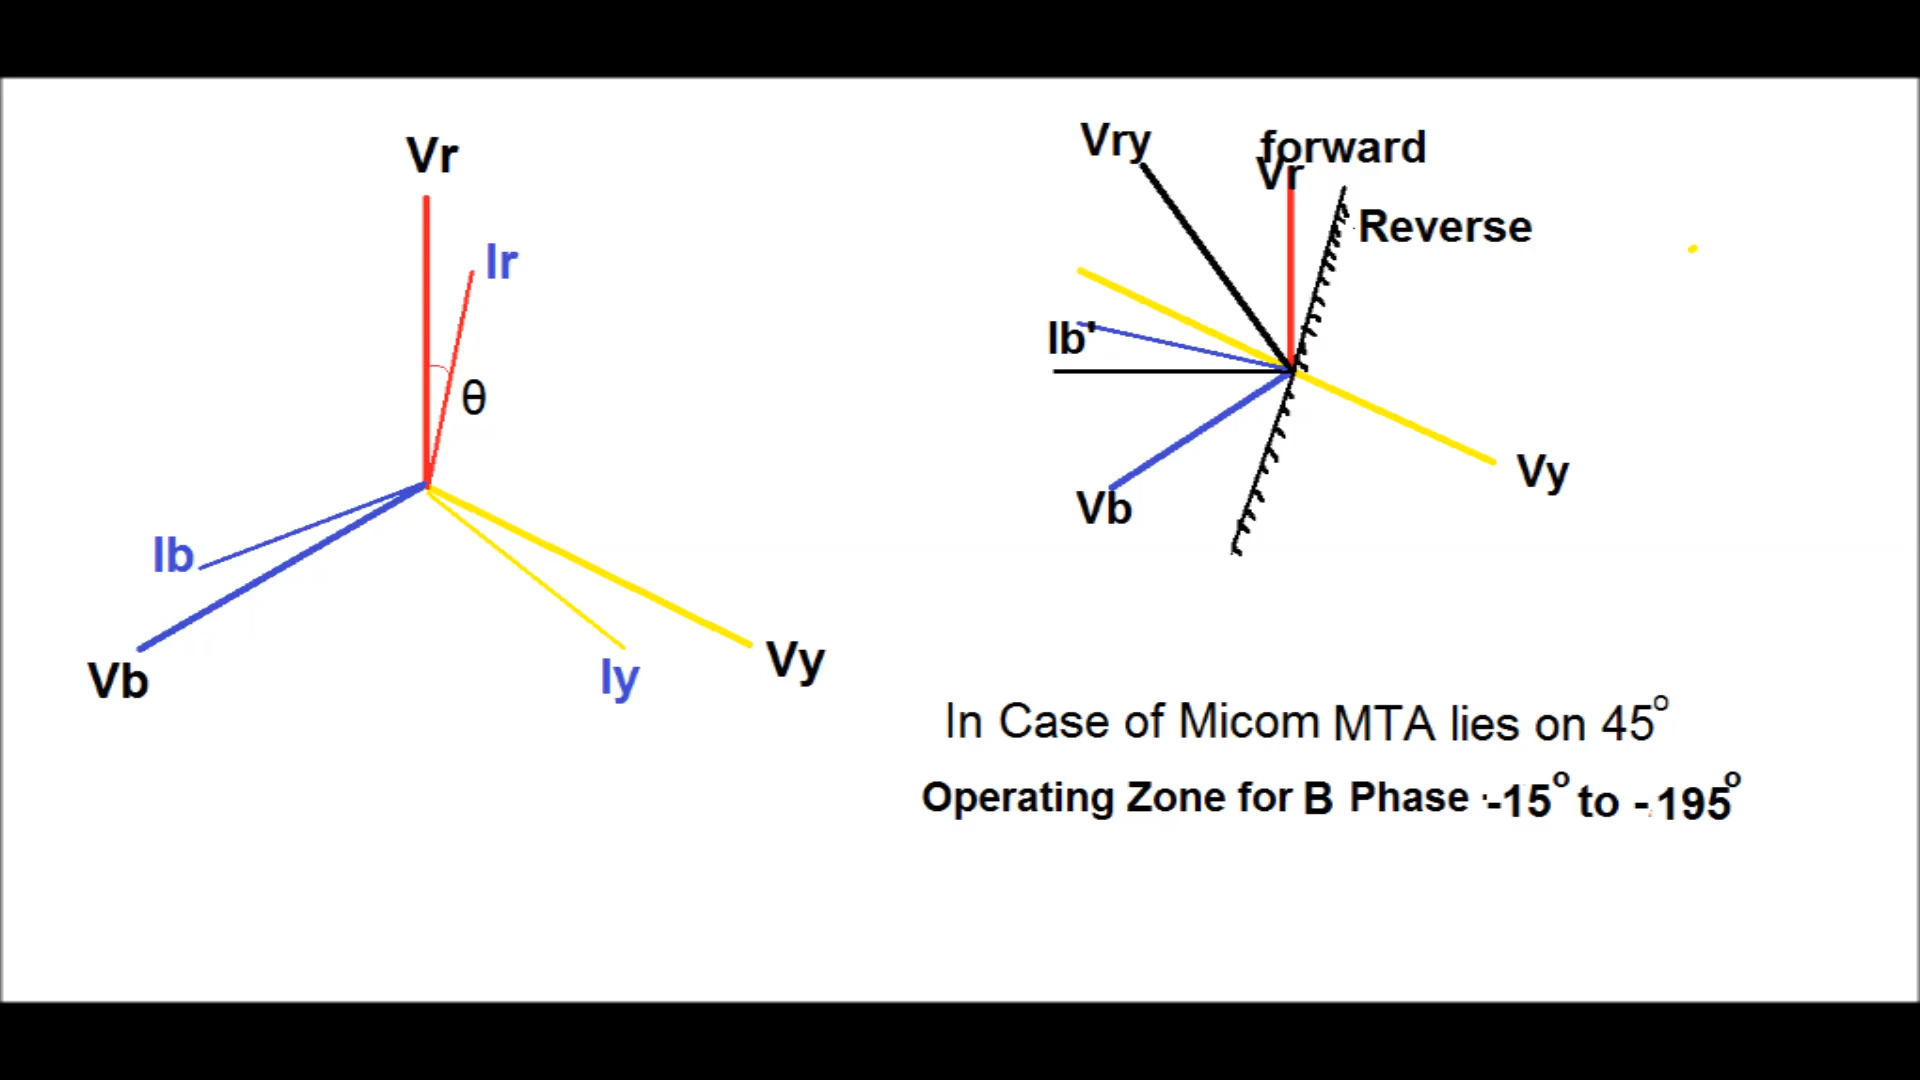 Vr
Ir
θ
Ib
Vb
Iy
Vy
Vry
forward
Vr
Reverse
Ib'
Vb
Vy
In Case of Micom MTA lies on 45°
Operating Zone for B Phase -15° to -195°